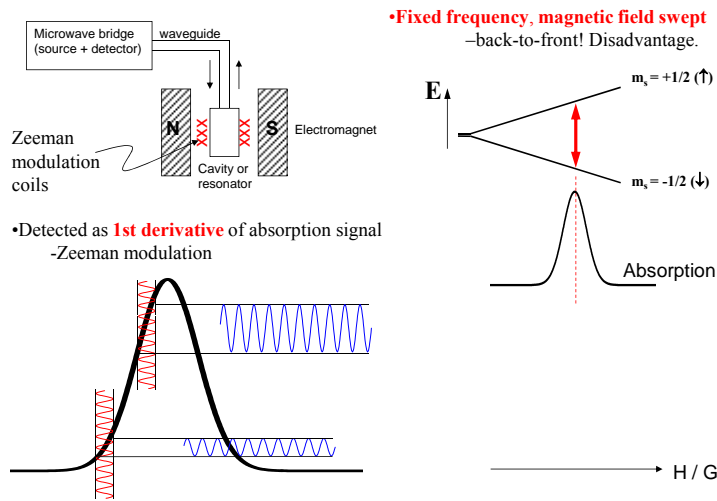 Microwave bridge
(source + detector)
waveguide
N
S
Electromagnet
Zeeman
modulation
coils
Cavity or
resonator
•Detected as 1st derivative of absorption signal
-Zeeman modulation
•Fixed frequency, magnetic field swept
–back-to-front! Disadvantage.
E
mₛ = +1/2 (↑)
mₛ = -1/2 (↓)
Absorption
H / G